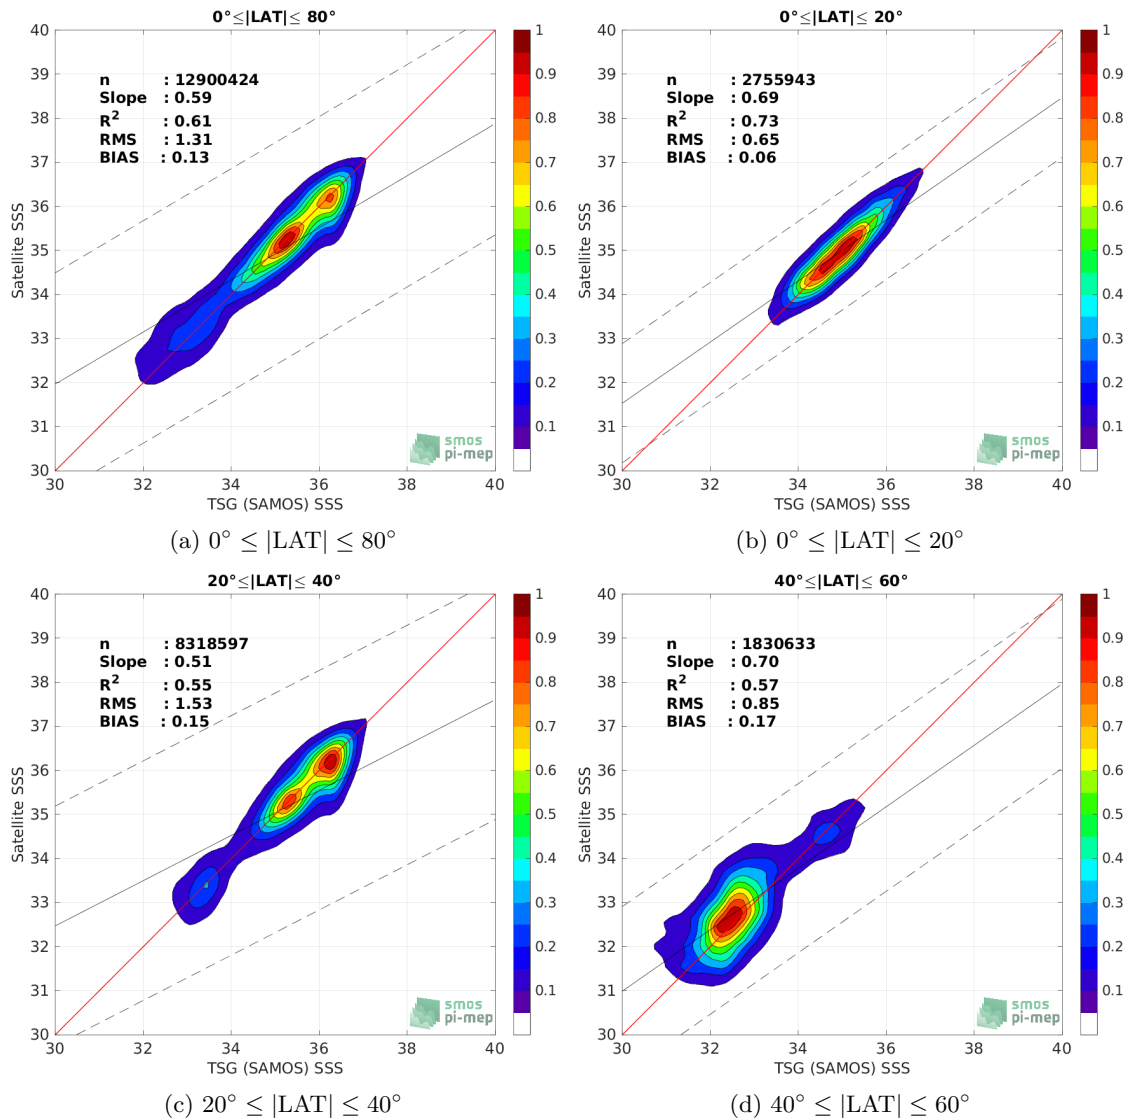 0°≤|LAT|≤ 80°
40
39
38
37
36
35
34
33
32
31
30
Satellite SSS
n : 12900424
Slope : 0.59
R² : 0.61
RMS : 1.31
BIAS : 0.13
smos
pi-mep
30 32 34 36 38 40
TSG (SAMOS) SSS
1
0.9
0.8
0.7
0.6
0.5
0.4
0.3
0.2
0.1
(a) 0° ≤ |LAT| ≤ 80°
0°≤|LAT|≤ 20°
40
39
38
37
36
35
34
33
32
31
30
Satellite SSS
n : 2755943
Slope : 0.69
R² : 0.73
RMS : 0.65
BIAS : 0.06
smos
pi-mep
30 32 34 36 38 40
TSG (SAMOS) SSS
1
0.9
0.8
0.7
0.6
0.5
0.4
0.3
0.2
0.1
(b) 0° ≤ |LAT| ≤ 20°
20°≤|LAT|≤ 40°
40
39
38
37
36
35
34
33
32
31
30
Satellite SSS
n : 8318597
Slope : 0.51
R² : 0.55
RMS : 1.53
BIAS : 0.15
smos
pi-mep
30 32 34 36 38 40
TSG (SAMOS) SSS
1
0.9
0.8
0.7
0.6
0.5
0.4
0.3
0.2
0.1
(c) 20° ≤ |LAT| ≤ 40°
40°≤|LAT|≤ 60°
40
39
38
37
36
35
34
33
32
31
30
Satellite SSS
n : 1830633
Slope : 0.70
R² : 0.57
RMS : 0.85
BIAS : 0.17
smos
pi-mep
30 32 34 36 38 40
TSG (SAMOS) SSS
1
0.9
0.8
0.7
0.6
0.5
0.4
0.3
0.2
0.1
(d) 40° ≤ |LAT| ≤ 60°